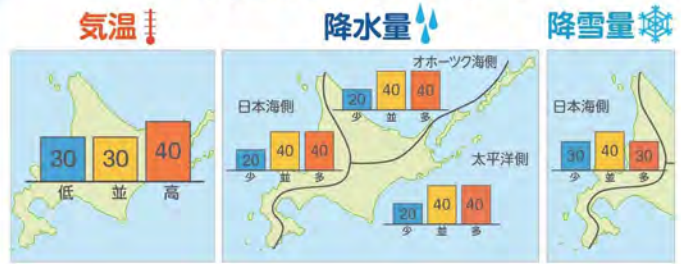 気温
30 30 40
低 並 高
降水量
オホーツク海側
20 40 40
少 並 多
日本海側
20 40 40
少 並 多
太平洋側
20 40 40
少 並 多
降雪量
日本海側
30 40 30
少 並 多